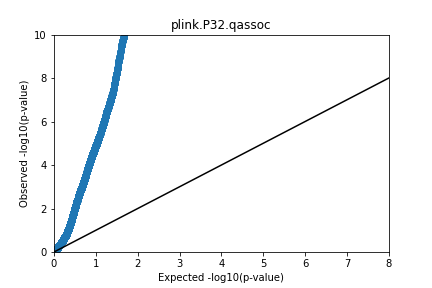 plink.P32.qassoc
10
8
6
4
2
0
Observed -log10(p-value)
0 1 2 3 4 5 6 7 8
Expected -log10(p-value)